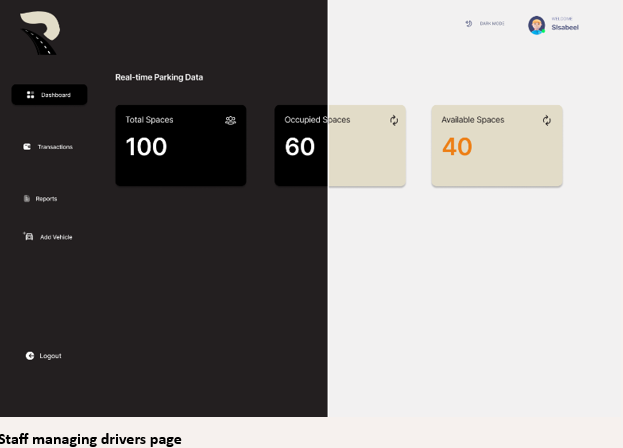 DARK MODE
WELCOME
Sisabeel
Real-time Parking Data
Dashboard
Total Spaces
Occupied Spaces
Available Spaces
100
60
40
Transactions
Reports
Add Vehicle
Logout
Staff managing drivers page